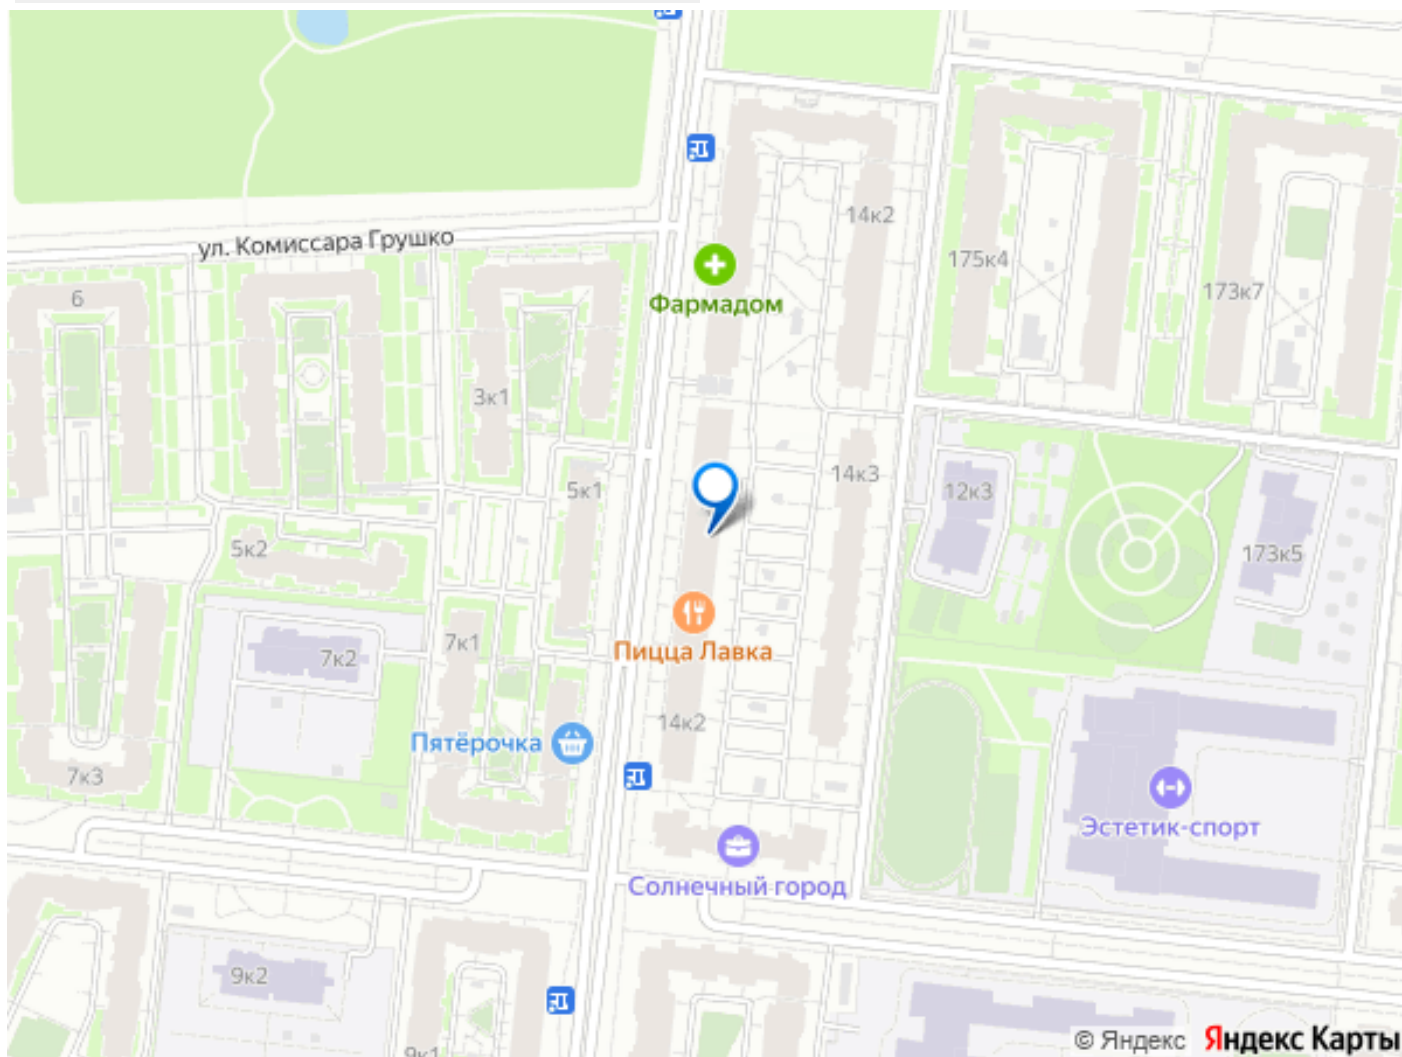 14к2
ул. Комиссара Грушко
175к4
173к7
6
Фармадом
3к1
14к3
5к1
12к3
5к2
173к5
7к1
7к2
Пицца Лавка
14к2
Пятёрочка
7к3
Эстетик-спорт
Солнечный город
9к2
9к1
© Яндекс Яндекс Карты